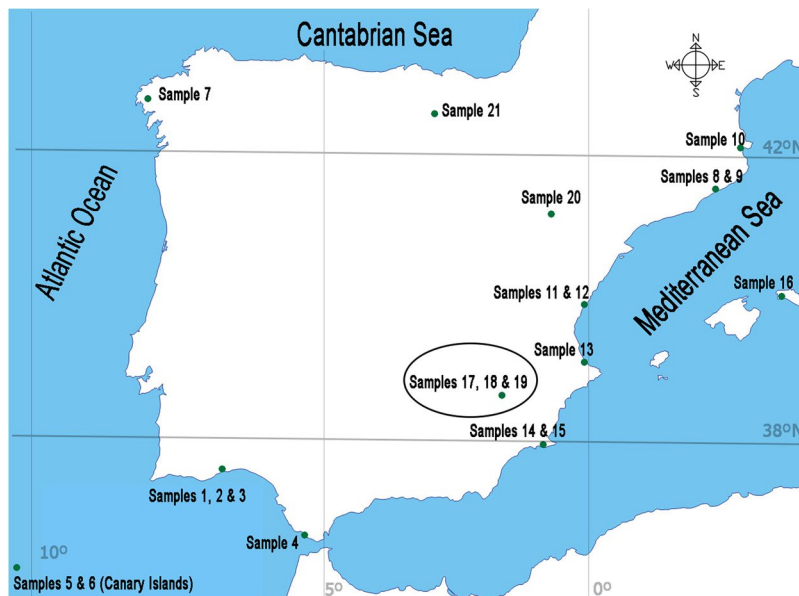 Cantabrian Sea
N
W E
S
Sample 7
Sample 21
Sample 10
42ºN
Samples 8 & 9
Atlantic Ocean
Sample 20
Mediterranean Sea
Sample 16
Samples 11 & 12
Sample 13
Samples 17, 18 & 19
Samples 14 & 15
38ºN
Samples 1, 2 & 3
Sample 4
10º
5º
0º
Samples 5 & 6 (Canary Islands)